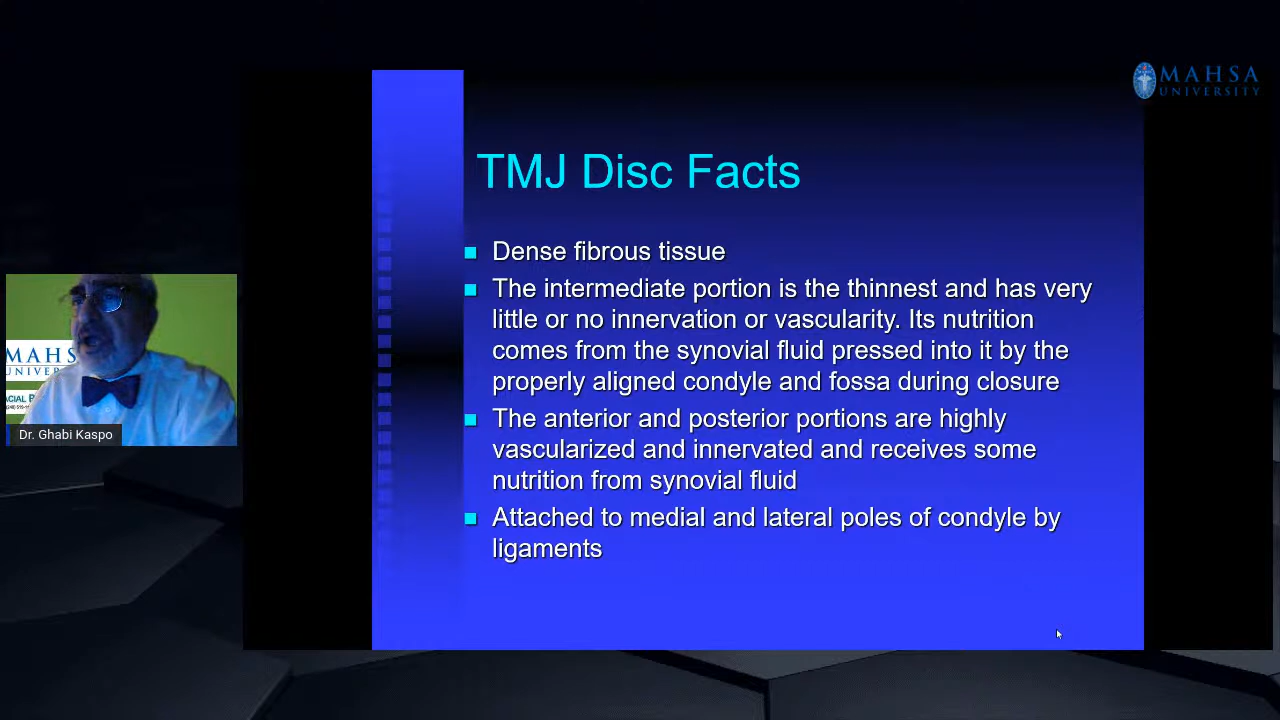 MAHSA
UNIVERSITY
TMJ Disc Facts
Dense fibrous tissue
The intermediate portion is the thinnest and has very
little or no innervation or vascularity. Its nutrition
comes from the synovial fluid pressed into it by the
properly aligned condyle and fossa during closure
The anterior and posterior portions are highly
vascularized and innervated and receives some
nutrition from synovial fluid
Attached to medial and lateral poles of condyle by
ligaments
MAHS
UNIVER
Dr. Ghabi Kaspo